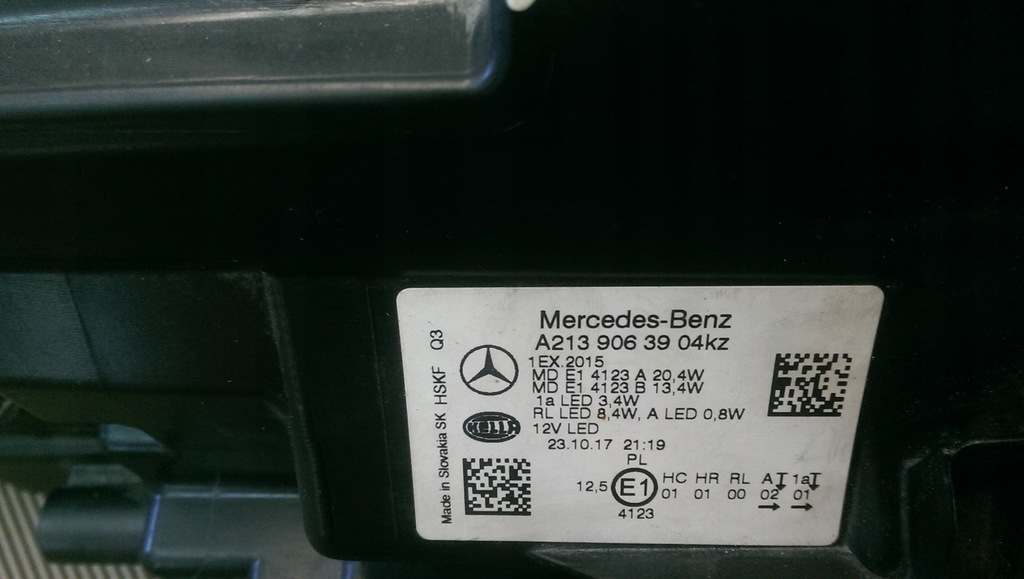 Mercedes-Benz
A213 906 39 04kz
1EX.2015
MD E1 4123 A 20,4W
MD E1 4123 B 13,4W
1a LED 3,4W
RL LED 8,4W, A LED 0,8W
12V LED
23.10.17 21:19
PL
12,5 E1 HC HR RL A 1a
01 01 00 02 01
4123
HELLA
Made in Slovakia SK HSKF Q3